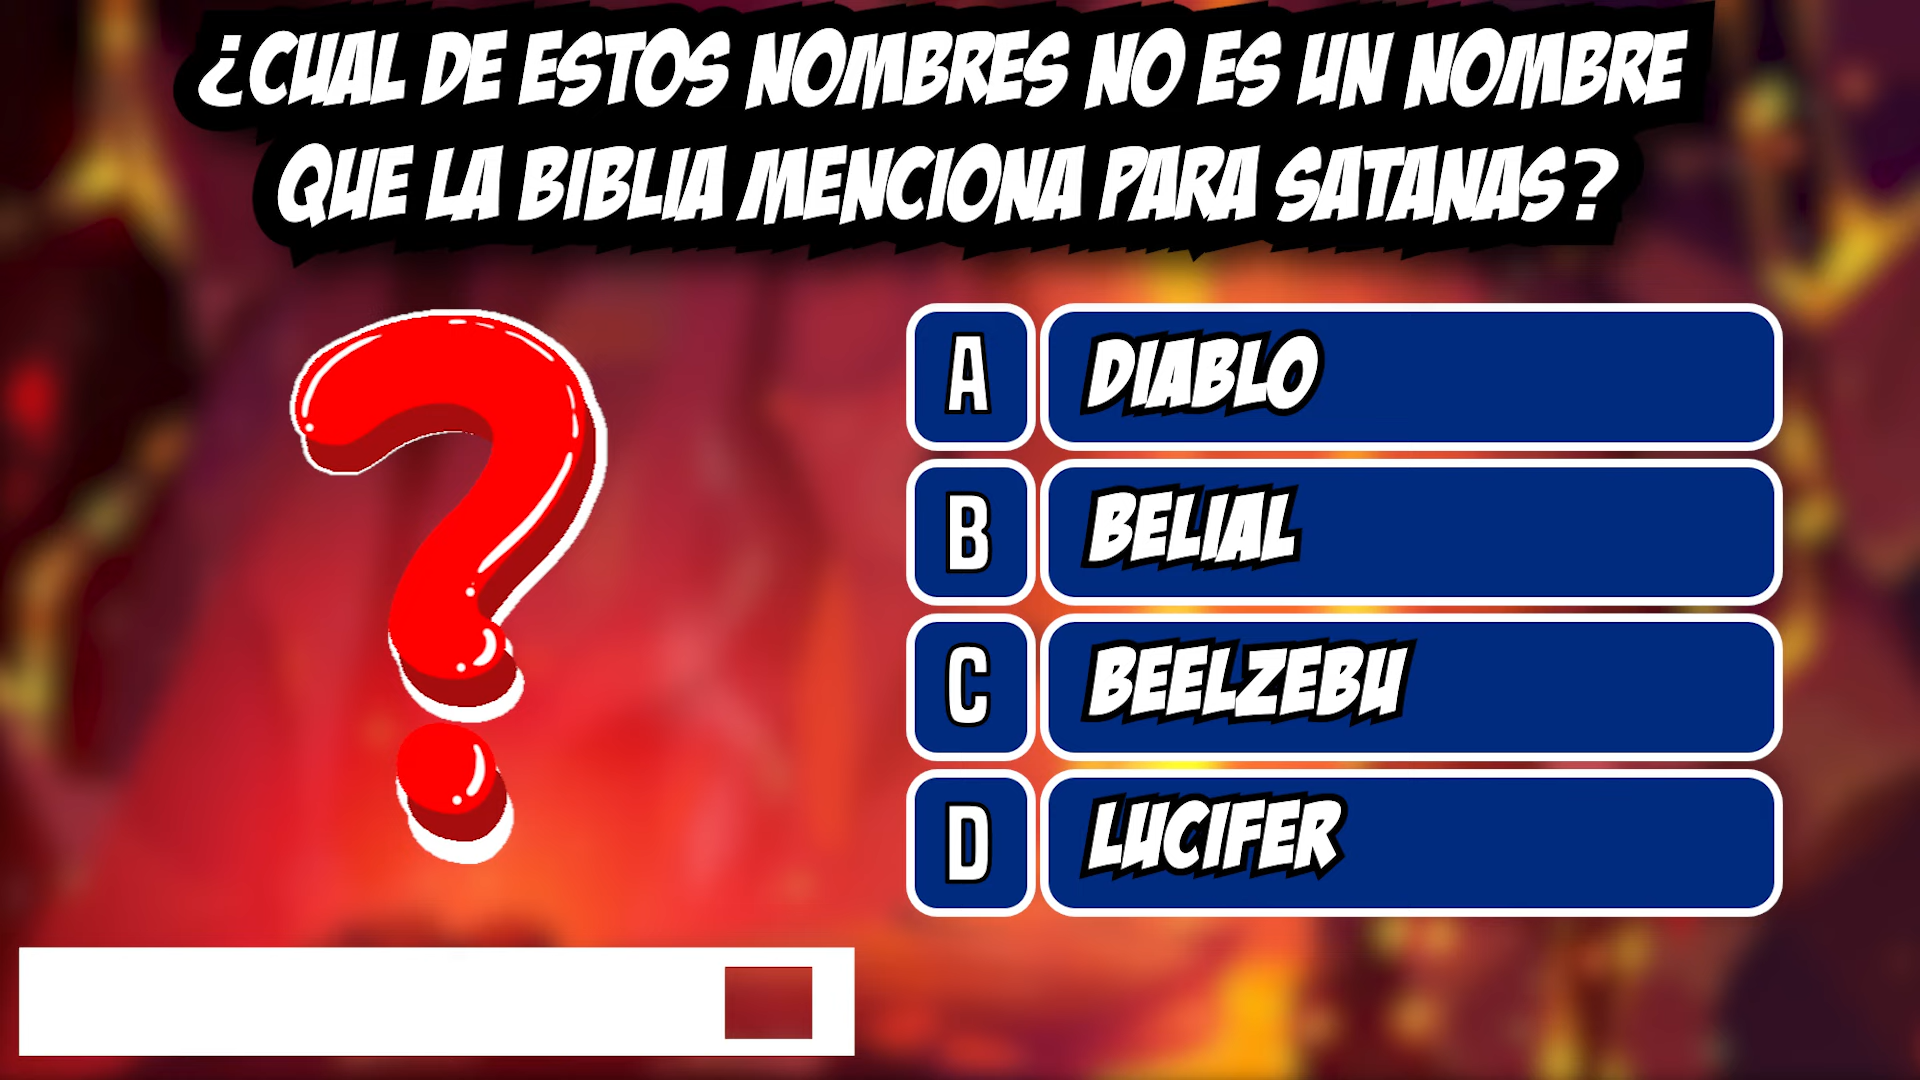 ¿CUAL DE ESTOS NOMBRES NO ES UN NOMBRE
QUE LA BIBLIA MENCIONA PARA SATANAS?
A DIABLO
B BELIAL
C BEELZEBU
D LUCIFER